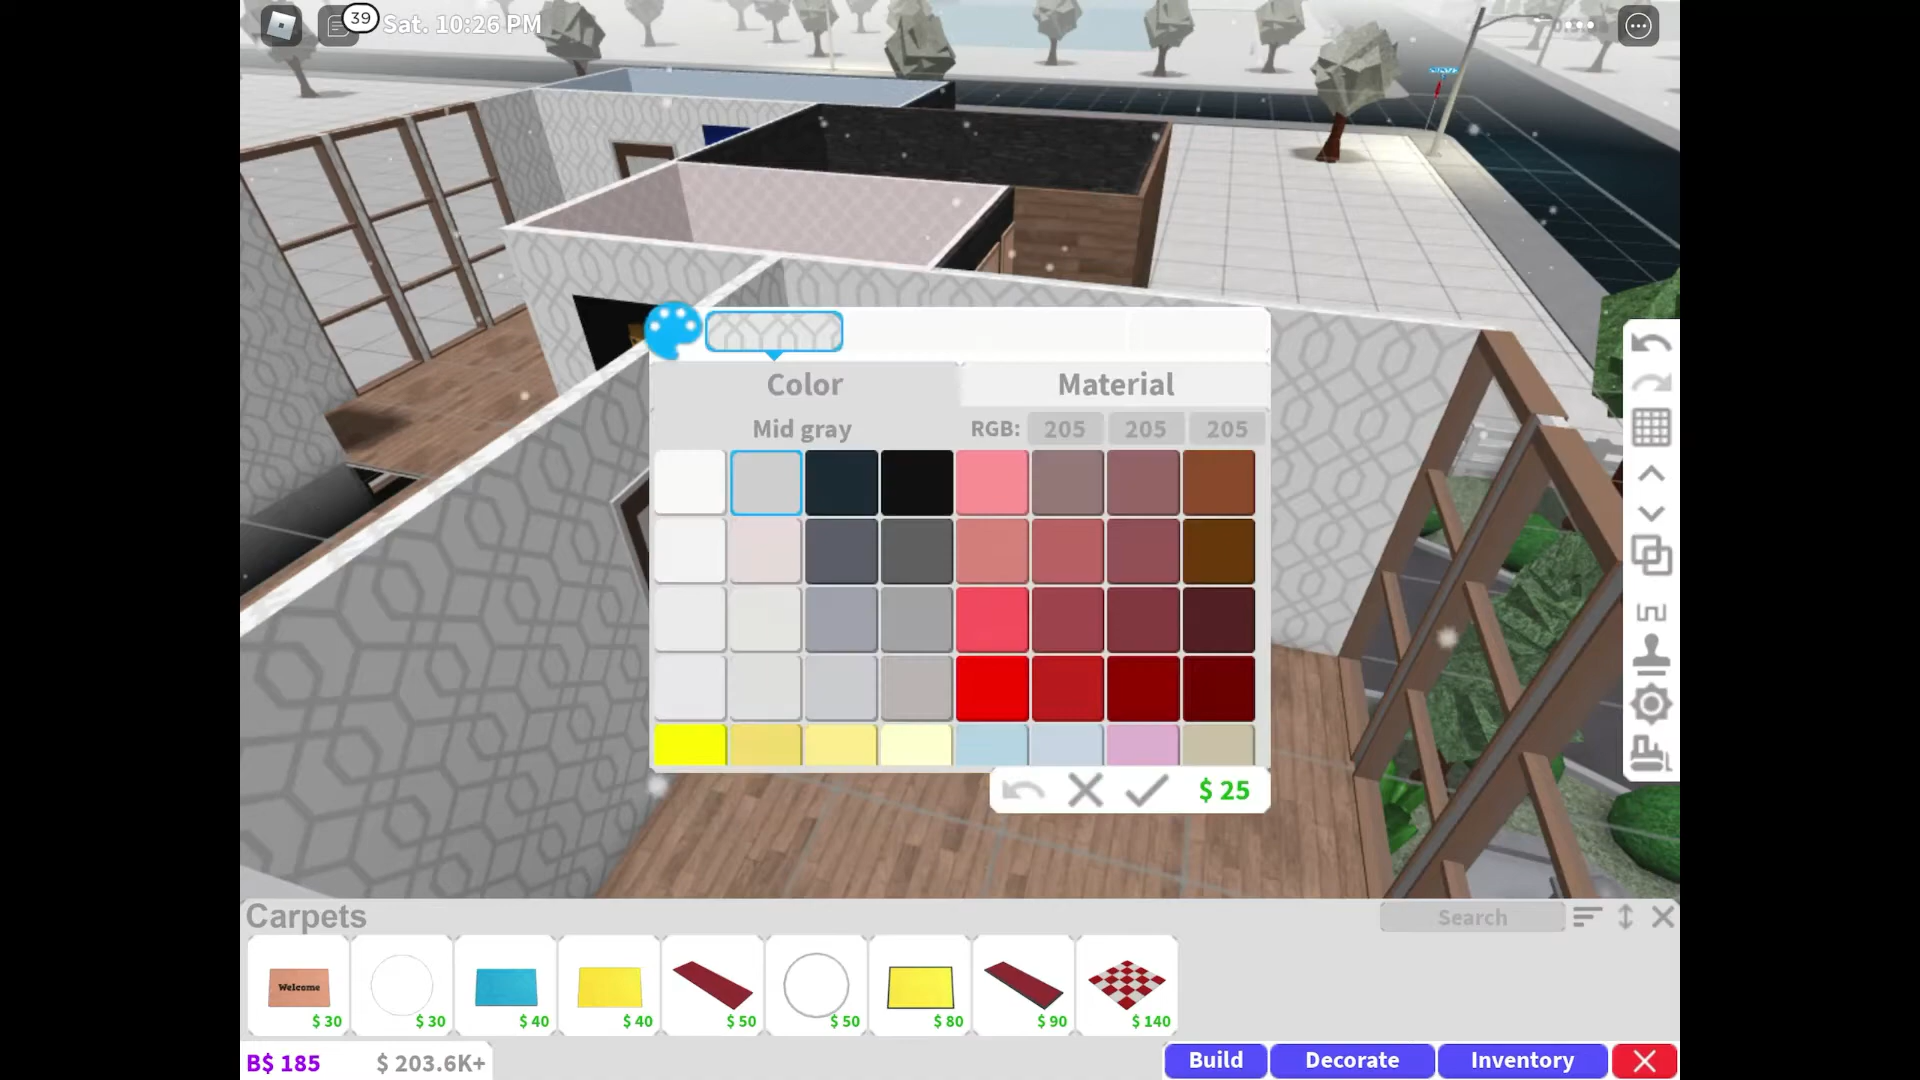 39
Sat. 10:26 PM
Color
Material
Mid gray
RGB: 205 205 205
$ 25
Carpets
Search
Welcome
$ 30
$ 30
$ 40
$ 40
$ 50
$ 50
$ 80
$ 90
$ 140
B$ 185
$ 203.6K+
Build
Decorate
Inventory